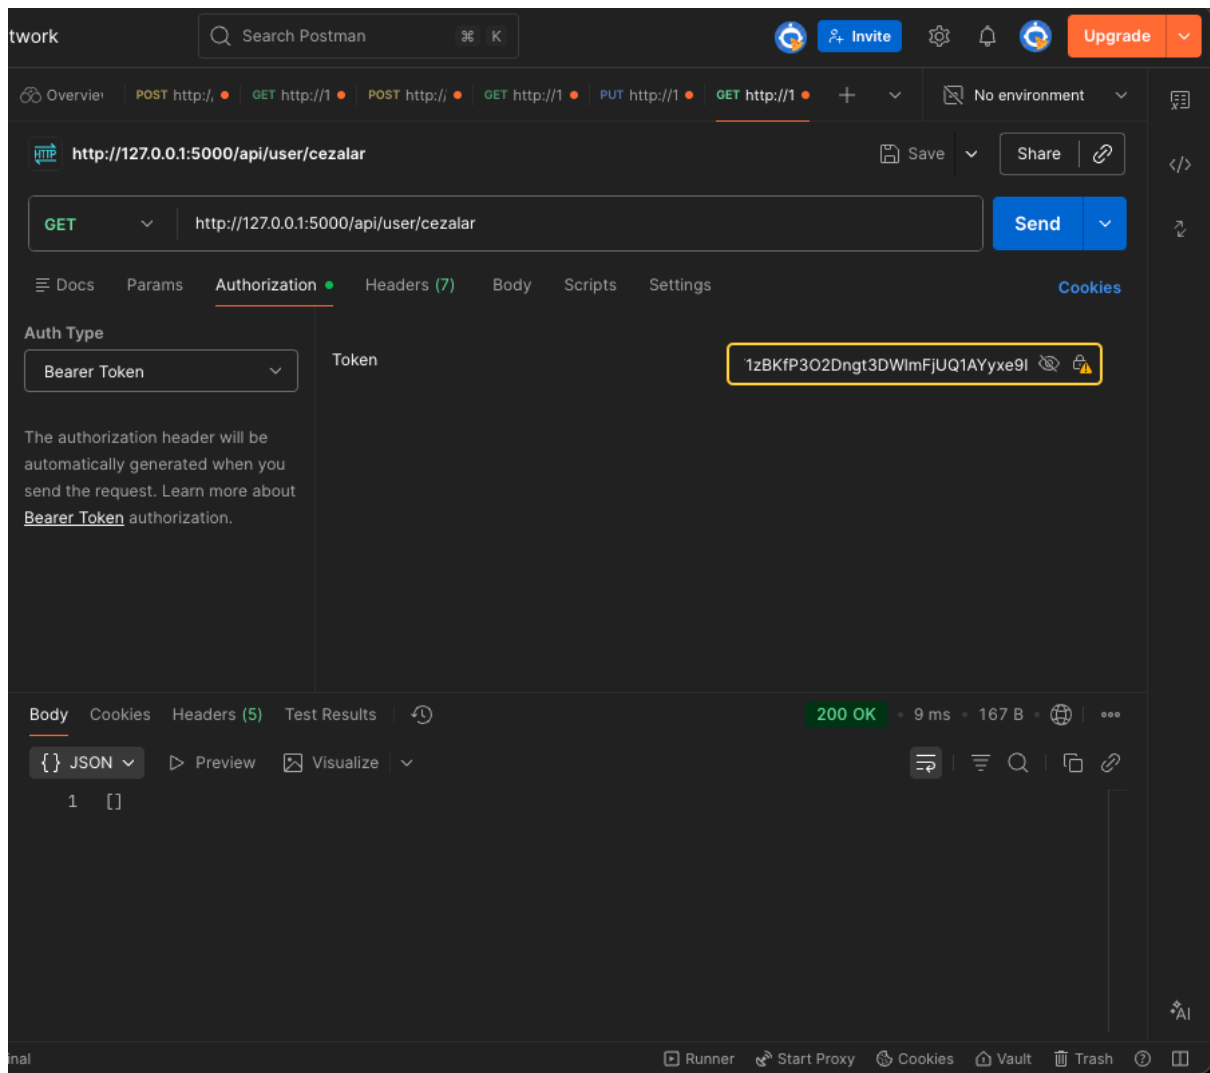 twork
Search Postman ⌘ K
Invite
Upgrade
Overvie
POST http:/,
GET http://1
POST http:/
GET http://1
PUT http://1
GET http://1
No environment
HTTP http://127.0.0.1:5000/api/user/cezalar
Save
Share
GET
http://127.0.0.1:5000/api/user/cezalar
Send
Docs
Params
Authorization
Headers (7)
Body
Scripts
Settings
Cookies
Auth Type
Bearer Token
The authorization header will be
automatically generated when you
send the request. Learn more about
Bearer Token authorization.
Token
1zBKfP3O2Dngt3DWlmFjUQ1AYyxe9I
Body
Cookies
Headers (5)
Test Results
200 OK
9 ms
167 B
{} JSON
Preview
Visualize
1 []
AI
inal
Runner
Start Proxy
Cookies
Vault
Trash